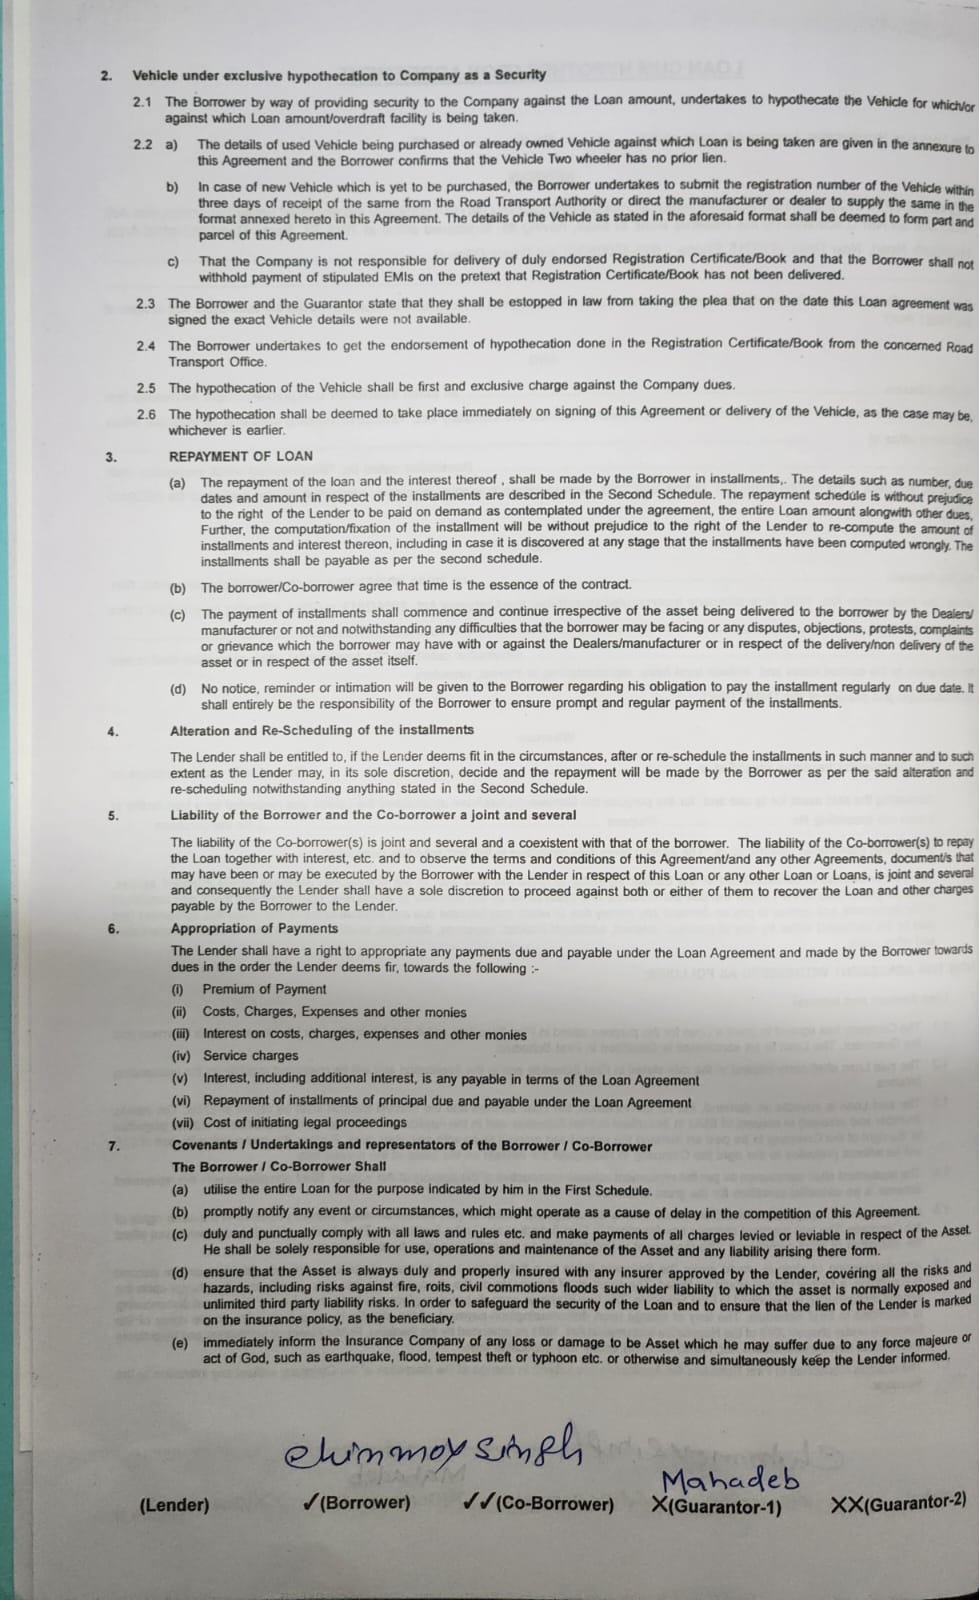 2. Vehicle under exclusive hypothecation to Company as a Security
2.1 The Borrower by way of providing security to the Company against the Loan amount, undertakes to hypothecate the Vehicle for which/or
against which Loan amount/overdraft facility is being taken.
2.2 a) The details of used Vehicle being purchased or already owned Vehicle against which Loan is being taken are given in the annexure to
this Agreement and the Borrower confirms that the Vehicle Two wheeler has no prior lien.
b) In case of new Vehicle which is yet to be purchased, the Borrower undertakes to submit the registration number of the Vehicle within
three days of receipt of the same from the Road Transport Authority or direct the manufacturer or dealer to supply the same in the
format annexed hereto in this Agreement. The details of the Vehicle as stated in the aforesaid format shall be deemed to form part and
parcel of this Agreement.
c) That the Company is not responsible for delivery of duly endorsed Registration Certificate/Book and that the Borrower shall not
withhold payment of stipulated EMIs on the pretext that Registration Certificate/Book has not been delivered.
2.3 The Borrower and the Guarantor state that they shall be estopped in law from taking the plea that on the date this Loan agreement was
signed the exact Vehicle details were not available.
2.4 The Borrower undertakes to get the endorsement of hypothecation done in the Registration Certificate/Book from the concerned Road
Transport Office.
2.5 The hypothecation of the Vehicle shall be first and exclusive charge against the Company dues.
2.6 The hypothecation shall be deemed to take place immediately on signing of this Agreement or delivery of the Vehicle, as the case may be,
whichever is earlier.
3. REPAYMENT OF LOAN
(a) The repayment of the loan and the interest thereof , shall be made by the Borrower in installments,. The details such as number, due
dates and amount in respect of the installments are described in the Second Schedule. The repayment schedule is without prejudice
to the right of the Lender to be paid on demand as contemplated under the agreement, the entire Loan amount alongwith other dues,
Further, the computation/fixation of the installment will be without prejudice to the right of the Lender to re-compute the amount of
installments and interest thereon, including in case it is discovered at any stage that the installments have been computed wrongly. The
installments shall be payable as per the second schedule.
(b) The borrower/Co-borrower agree that time is the essence of the contract.
(c) The payment of installments shall commence and continue irrespective of the asset being delivered to the borrower by the Dealers/
manufacturer or not and notwithstanding any difficulties that the borrower may be facing or any disputes, objections, protests, complaints
or grievance which the borrower may have with or against the Dealers/manufacturer or in respect of the delivery/non delivery of the
asset or in respect of the asset itself.
(d) No notice, reminder or intimation will be given to the Borrower regarding his obligation to pay the installment regularly on due date. It
shall entirely be the responsibility of the Borrower to ensure prompt and regular payment of the installments.
4. Alteration and Re-Scheduling of the installments
The Lender shall be entitled to, if the Lender deems fit in the circumstances, after or re-schedule the installments in such manner and to such
extent as the Lender may, in its sole discretion, decide and the repayment will be made by the Borrower as per the said alteration and
re-scheduling notwithstanding anything stated in the Second Schedule.
5. Liability of the Borrower and the Co-borrower a joint and several
The liability of the Co-borrower(s) is joint and several and a coexistent with that of the borrower. The liability of the Co-borrower(s) to repay
the Loan together with interest, etc. and to observe the terms and conditions of this Agreement/and any other Agreements, document/s that
may have been or may be executed by the Borrower with the Lender in respect of this Loan or any other Loan or Loans, is joint and several
and consequently the Lender shall have a sole discretion to proceed against both or either of them to recover the Loan and other charges
payable by the Borrower to the Lender.
6. Appropriation of Payments
The Lender shall have a right to appropriate any payments due and payable under the Loan Agreement and made by the Borrower towards
dues in the order the Lender deems fir, towards the following :-
(i) Premium of Payment
(ii) Costs, Charges, Expenses and other monies
(iii) Interest on costs, charges, expenses and other monies
(iv) Service charges
(v) Interest, including additional interest, is any payable in terms of the Loan Agreement
(vi) Repayment of installments of principal due and payable under the Loan Agreement
(vii) Cost of initiating legal proceedings
7. Covenants / Undertakings and representators of the Borrower / Co-Borrower
The Borrower / Co-Borrower Shall
(a) utilise the entire Loan for the purpose indicated by him in the First Schedule.
(b) promptly notify any event or circumstances, which might operate as a cause of delay in the competition of this Agreement.
(c) duly and punctually comply with all laws and rules etc. and make payments of all charges levied or leviable in respect of the Asset.
He shall be solely responsible for use, operations and maintenance of the Asset and any liability arising there form.
(d) ensure that the Asset is always duly and properly insured with any insurer approved by the Lender, covering all the risks and
hazards, including risks against fire, roits, civil commotions floods such wider liability to which the asset is normally exposed and
unlimited third party liability risks. In order to safeguard the security of the Loan and to ensure that the lien of the Lender is marked
on the insurance policy, as the beneficiary.
(e) immediately inform the Insurance Company of any loss or damage to be Asset which he may suffer due to any force majeure or
act of God, such as earthquake, flood, tempest theft or typhoon etc. or otherwise and simultaneously keep the Lender informed.
chinmoy singh
Mahadeb
(Lender) ✓(Borrower) ✓✓(Co-Borrower) X(Guarantor-1) XX(Guarantor-2)